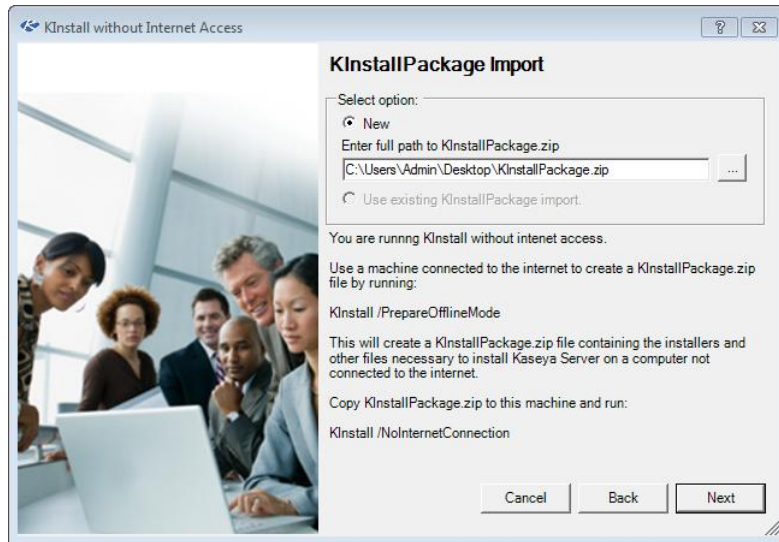 KInstall without Internet Access
KInstallPackage Import
Select option:
New
Enter full path to KInstallPackage.zip
C:\Users\Admin\Desktop\KInstallPackage.zip
...
Use existing KInstallPackage import.
You are runnng KInstall without intenet access.
Use a machine connected to the internet to create a KInstallPackage.zip
file by running:
KInstall /PrepareOfflineMode
This will create a KInstallPackage.zip file containing the installers and
other files necessary to install Kaseya Server on a computer not
connected to the internet.
Copy KInstallPackage.zip to this machine and run:
KInstall /NoInternetConnection
Cancel Back Next